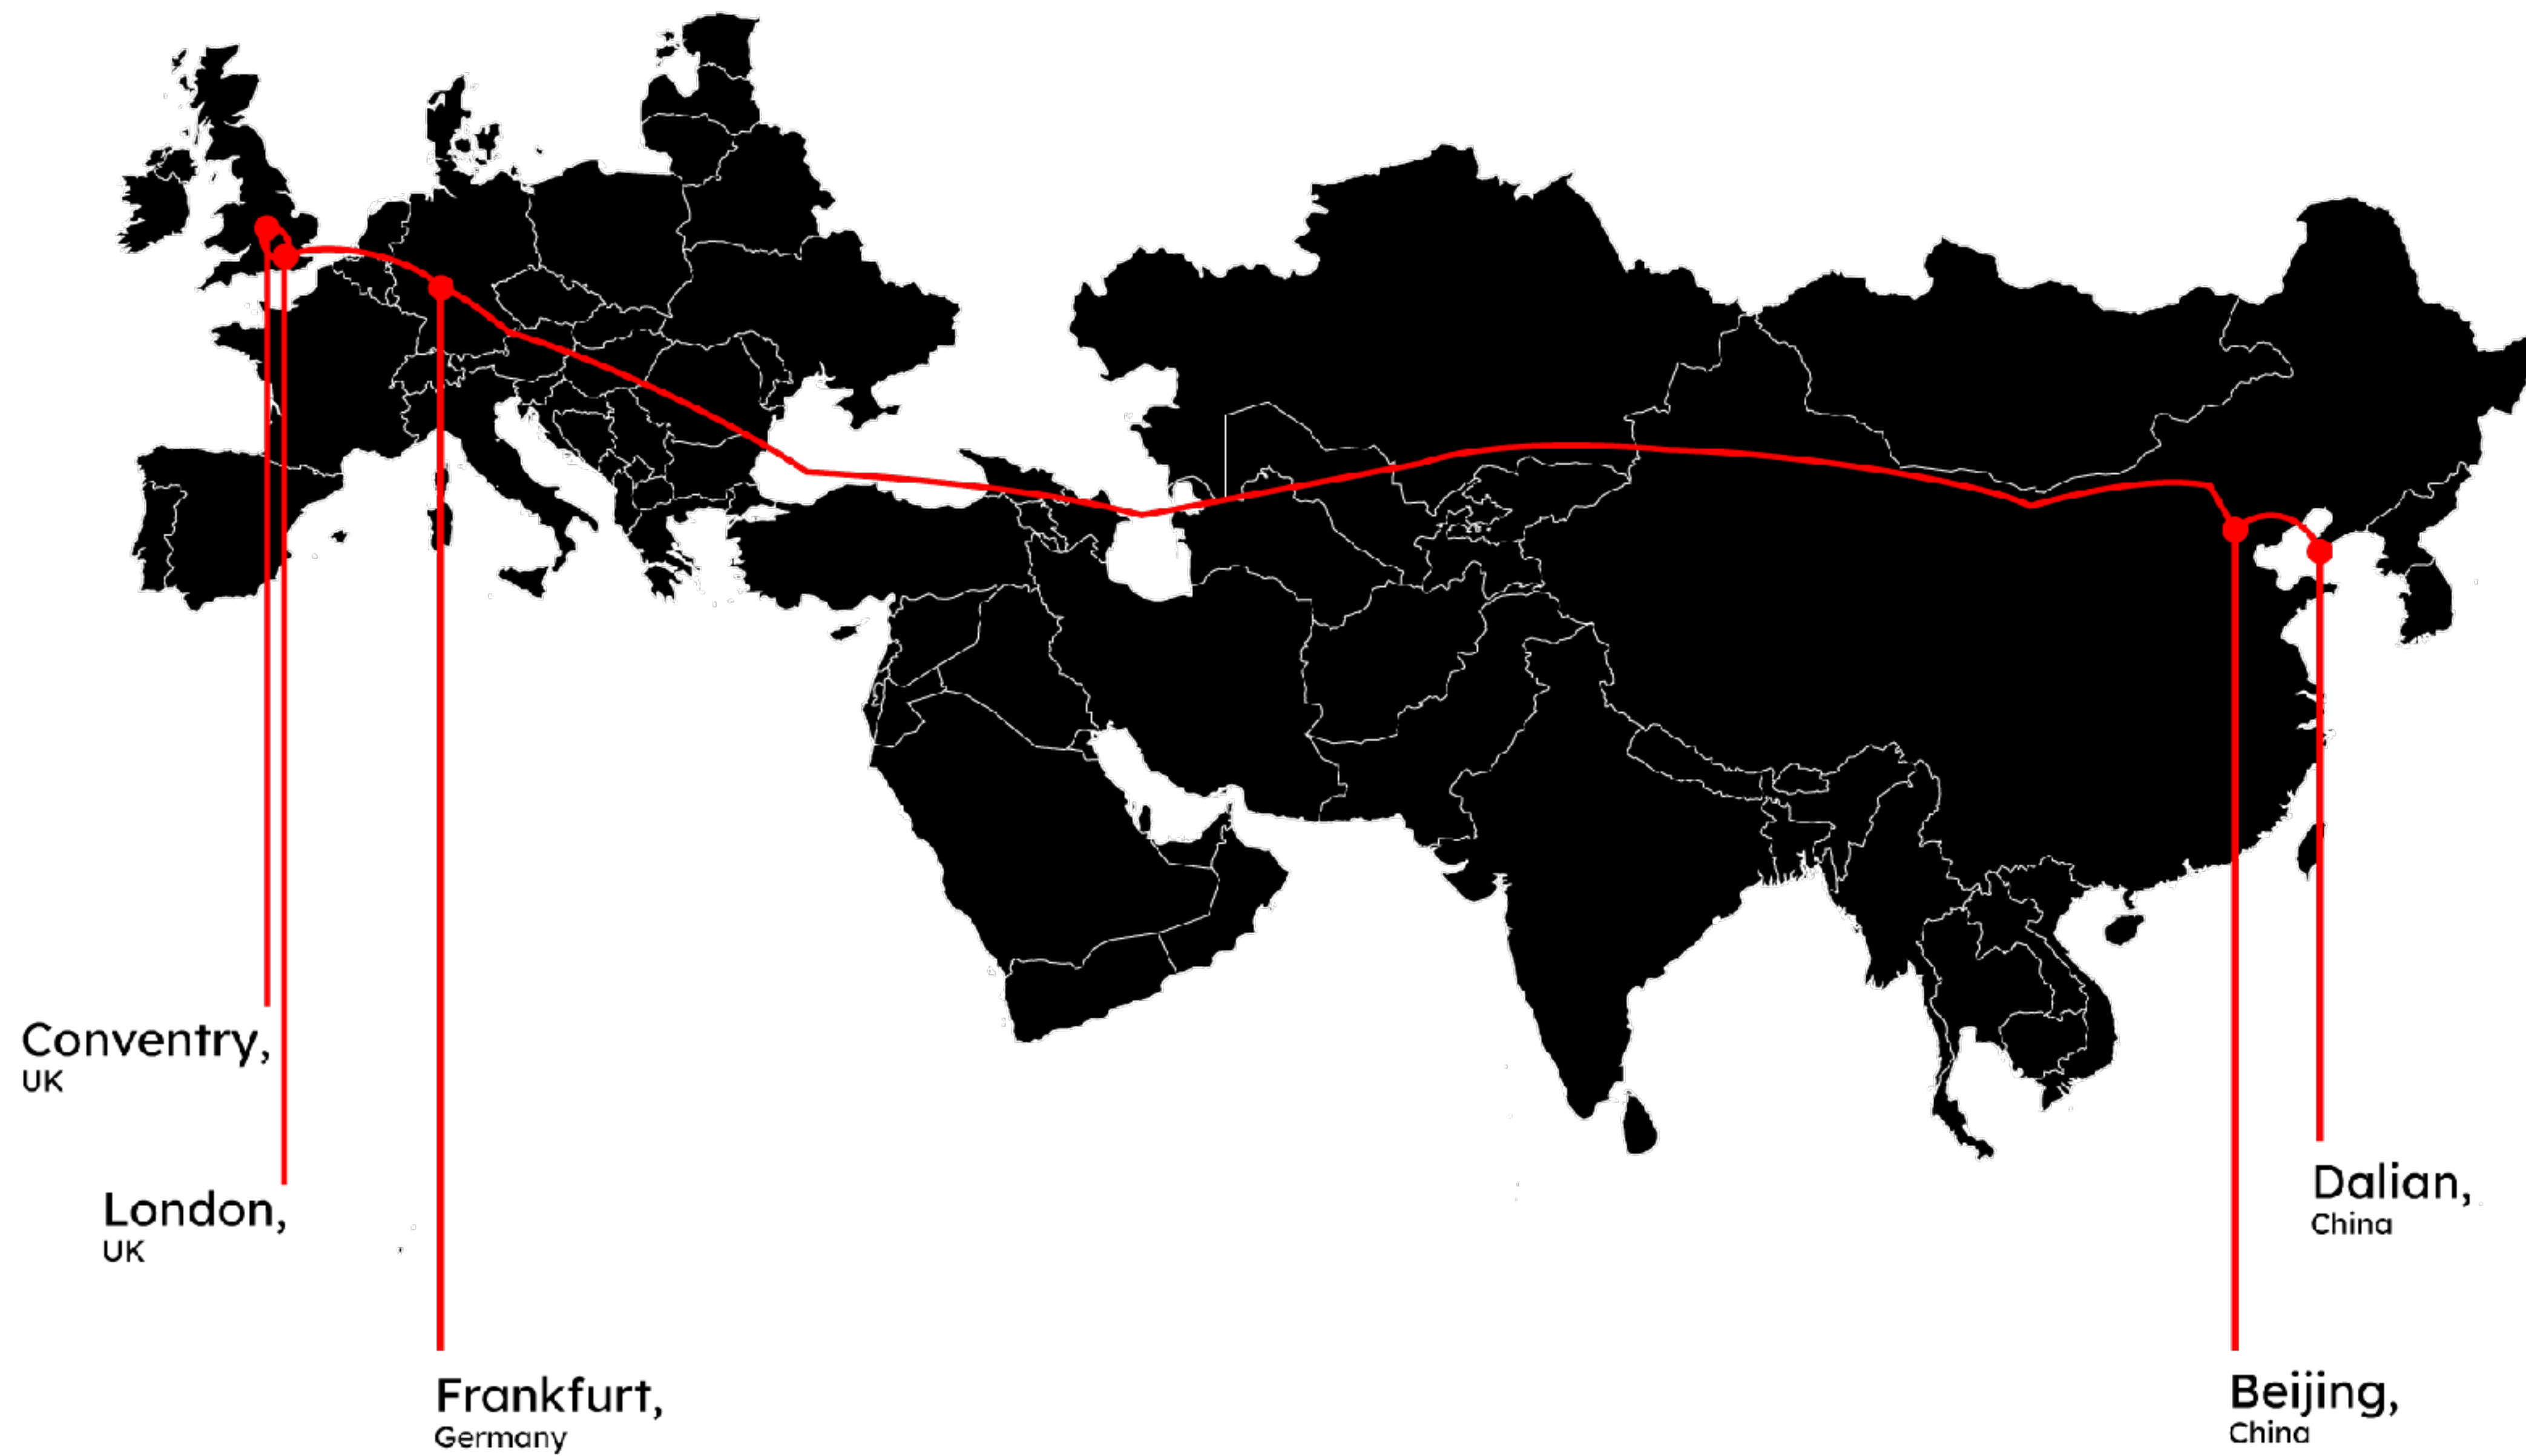 Conventry,
UK
London,
UK
Frankfurt,
Germany
Dalian,
China
Beijing,
China